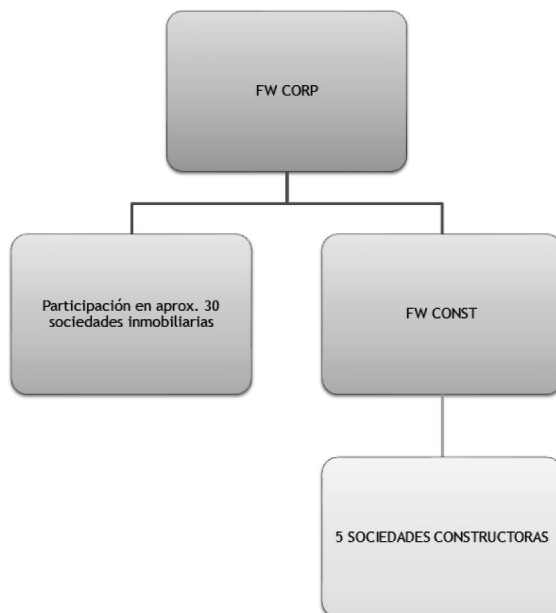 FW CORP
Participación en aprox. 30
sociedades inmobiliarias
FW CONST
5 SOCIEDADES CONSTRUCTORAS